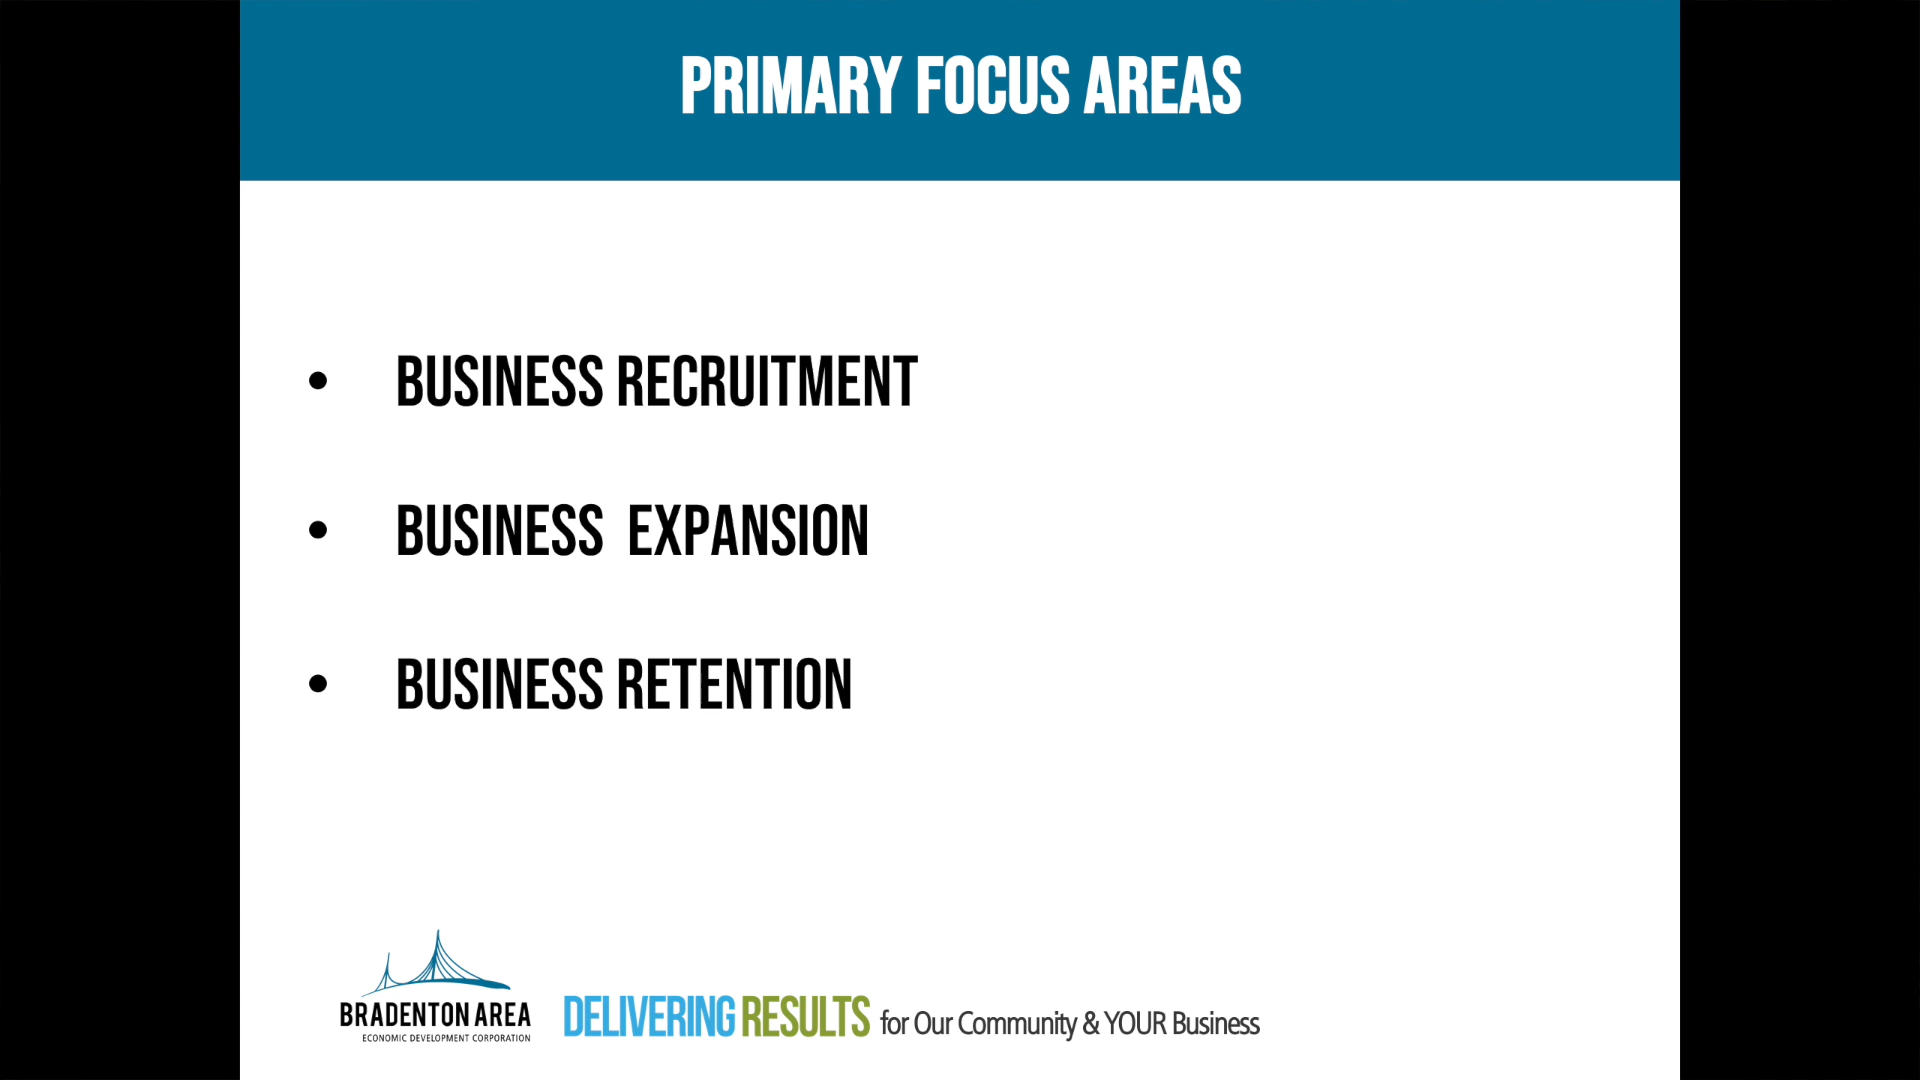 PRIMARY FOCUS AREAS
• BUSINESS RECRUITMENT
• BUSINESS  EXPANSION
• BUSINESS RETENTION
BRADENTON AREA
ECONOMIC DEVELOPMENT CORPORATION
DELIVERING RESULTS for Our Community & YOUR Business